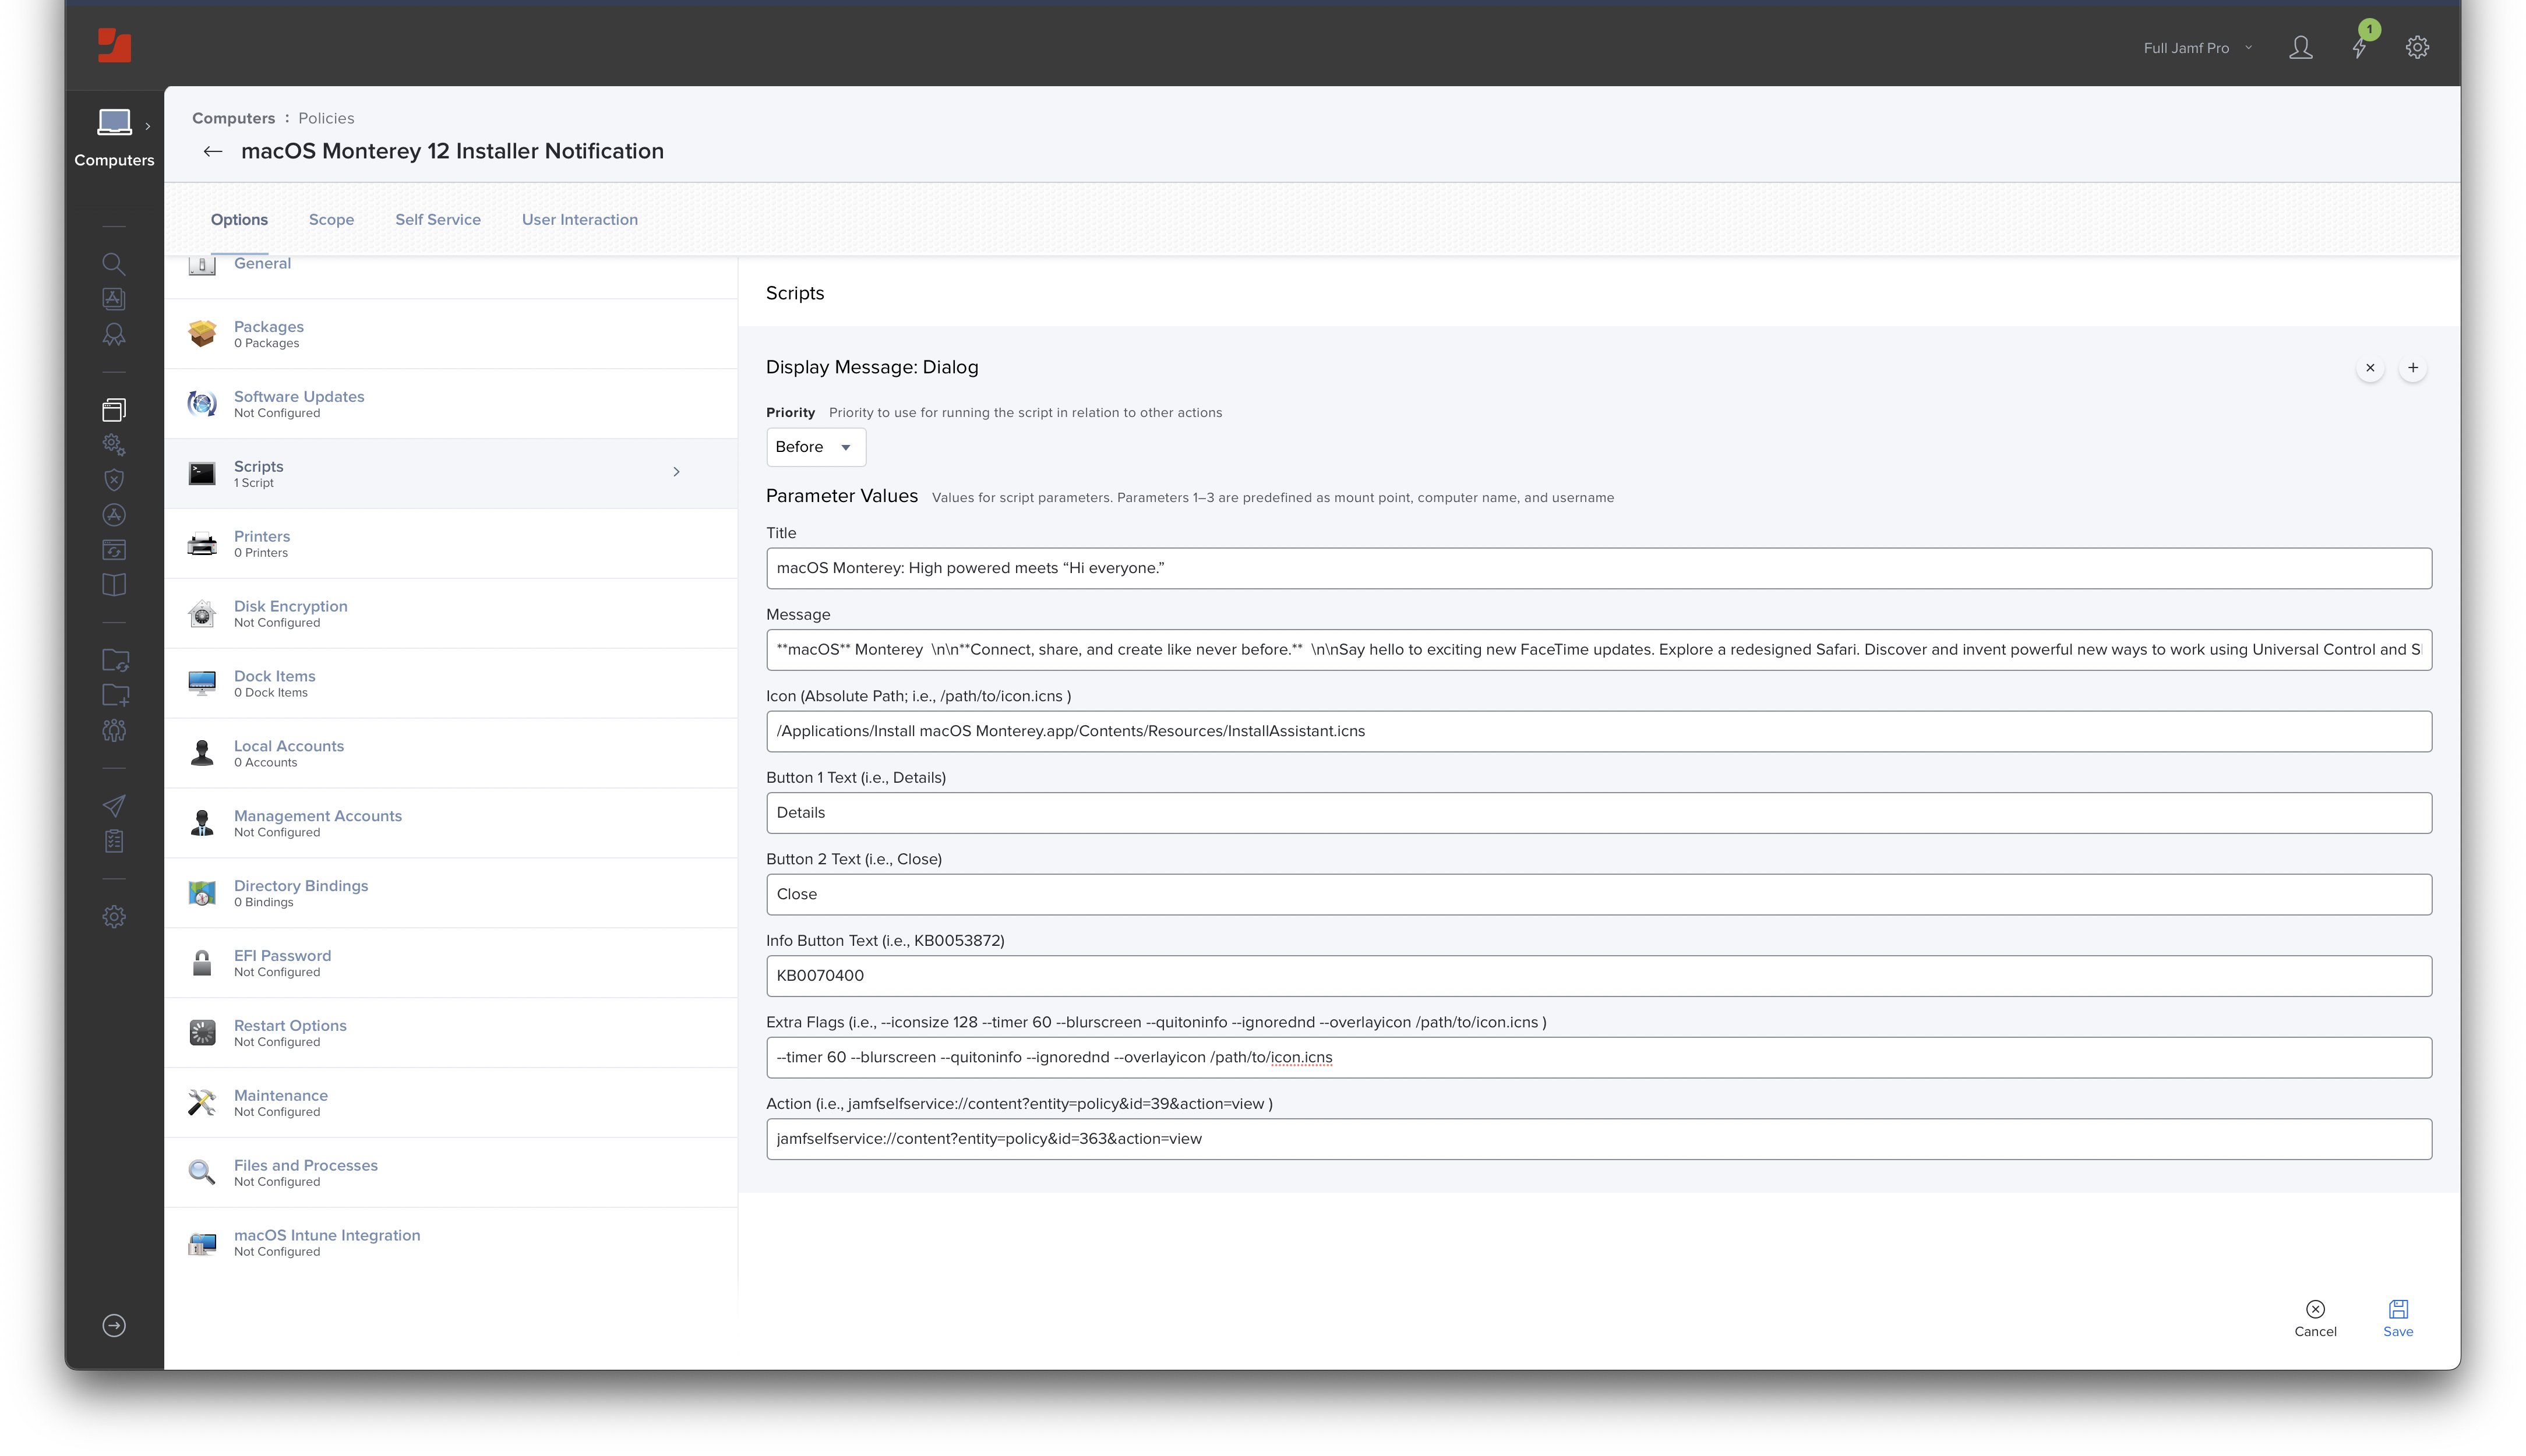 Full Jamf Pro
1
Computers
Computers : Policies
macOS Monterey 12 Installer Notification
Options Scope Self Service User Interaction
General
Packages
0 Packages
Software Updates
Not Configured
Scripts
1 Script
Printers
0 Printers
Disk Encryption
Not Configured
Dock Items
0 Dock Items
Local Accounts
0 Accounts
Management Accounts
Not Configured
Directory Bindings
0 Bindings
EFI Password
Not Configured
Restart Options
Not Configured
Maintenance
Not Configured
Files and Processes
Not Configured
macOS Intune Integration
Not Configured
Scripts
Display Message: Dialog
Priority Priority to use for running the script in relation to other actions
Before
Parameter Values Values for script parameters. Parameters 1–3 are predefined as mount point, computer name, and username
Title
macOS Monterey: High powered meets “Hi everyone.”
Message
**macOS** Monterey  \n\n**Connect, share, and create like never before.**  \n\nSay hello to exciting new FaceTime updates. Explore a redesigned Safari. Discover and invent powerful new ways to work using Universal Control and S
Icon (Absolute Path; i.e., /path/to/icon.icns )
/Applications/Install macOS Monterey.app/Contents/Resources/InstallAssistant.icns
Button 1 Text (i.e., Details)
Details
Button 2 Text (i.e., Close)
Close
Info Button Text (i.e., KB0053872)
KB0070400
Extra Flags (i.e., --iconsize 128 --timer 60 --blurscreen --quitoninfo --ignorednd --overlayicon /path/to/icon.icns )
--timer 60 --blurscreen --quitoninfo --ignorednd --overlayicon /path/to/icon.icns
Action (i.e., jamfselfservice://content?entity=policy&id=39&action=view )
jamfselfservice://content?entity=policy&id=363&action=view
Cancel Save